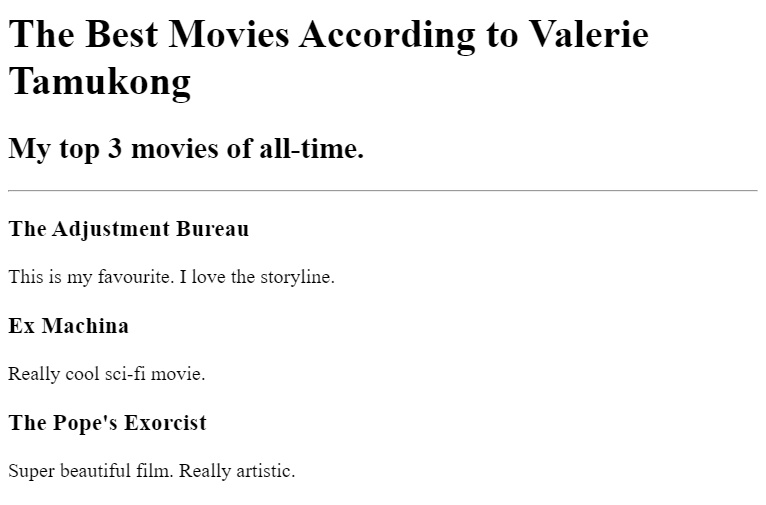 The Best Movies According to Valerie
Tamukong
My top 3 movies of all-time.
The Adjustment Bureau
This is my favourite. I love the storyline.
Ex Machina
Really cool sci-fi movie.
The Pope's Exorcist
Super beautiful film. Really artistic.